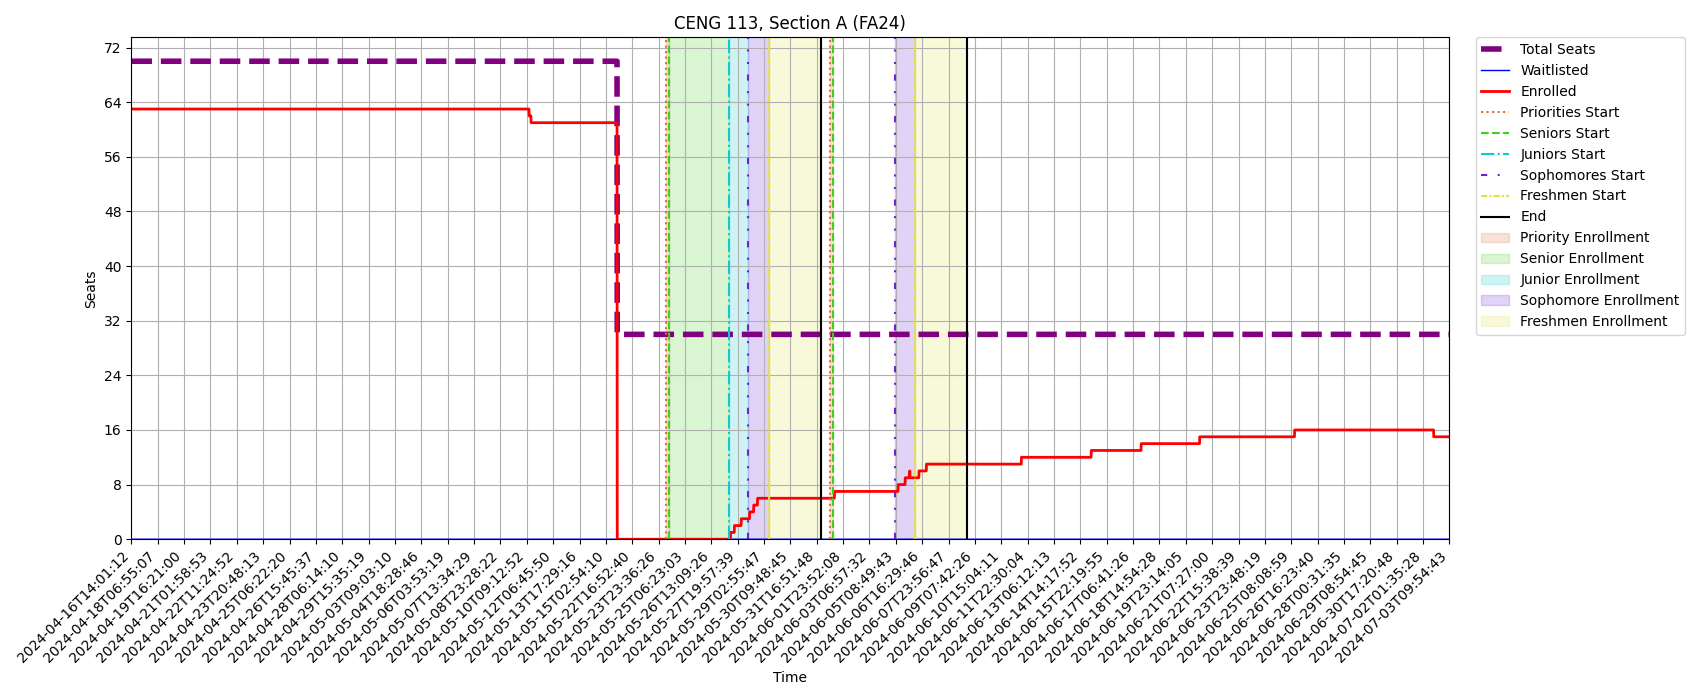 CENG 113, Section A (FA24)
72
64
56
48
40
32
24
16
8
0
Seats
2024-04-16T14:01:12
2024-04-18T06:55:07
2024-04-19T16:21:00
2024-04-21T01:58:53
2024-04-22T11:24:52
2024-04-23T20:48:13
2024-04-25T06:22:20
2024-04-26T15:45:37
2024-04-28T06:14:10
2024-04-29T15:35:19
2024-05-03T09:03:10
2024-05-04T18:28:46
2024-05-06T03:53:19
2024-05-07T13:34:29
2024-05-08T23:28:22
2024-05-10T09:12:52
2024-05-12T06:45:50
2024-05-13T17:29:16
2024-05-15T02:54:10
2024-05-22T16:52:40
2024-05-23T23:36:26
2024-05-25T06:23:03
2024-05-26T13:09:26
2024-05-27T19:57:39
2024-05-29T02:55:47
2024-05-30T09:48:45
2024-05-31T16:51:48
2024-06-01T23:52:08
2024-06-03T06:57:32
2024-06-05T08:49:43
2024-06-06T16:29:46
2024-06-07T23:56:47
2024-06-09T07:42:26
2024-06-10T15:04:11
2024-06-11T22:30:04
2024-06-13T06:12:13
2024-06-14T14:17:52
2024-06-15T22:19:55
2024-06-17T06:41:26
2024-06-18T14:54:28
2024-06-19T23:14:05
2024-06-21T07:27:00
2024-06-22T15:38:39
2024-06-23T23:48:19
2024-06-25T08:08:59
2024-06-26T16:23:40
2024-06-28T00:31:35
2024-06-29T08:54:45
2024-06-30T17:20:48
2024-07-02T01:35:28
2024-07-03T09:54:43
Time
Total Seats
Waitlisted
Enrolled
Priorities Start
Seniors Start
Juniors Start
Sophomores Start
Freshmen Start
End
Priority Enrollment
Senior Enrollment
Junior Enrollment
Sophomore Enrollment
Freshmen Enrollment